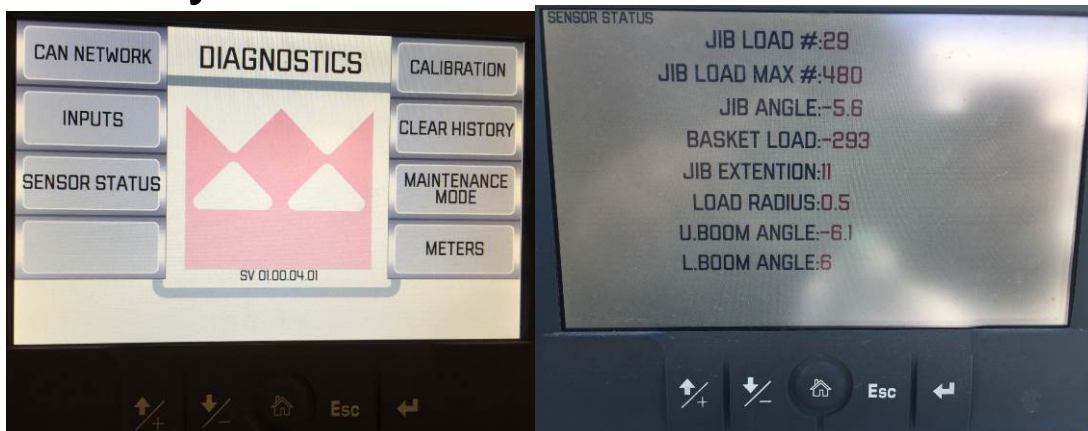 CAN NETWORK
INPUTS
SENSOR STATUS
DIAGNOSTICS
SV 01.00.04.01
CALIBRATION
CLEAR HISTORY
MAINTENANCE
MODE
METERS
Esc
SENSOR STATUS
JIB LOAD #:29
JIB LOAD MAX #:480
JIB ANGLE:-5.6
BASKET LOAD:-293
JIB EXTENTION:11
LOAD RADIUS:0.5
U.BOOM ANGLE:-6.1
L.BOOM ANGLE:6
Esc